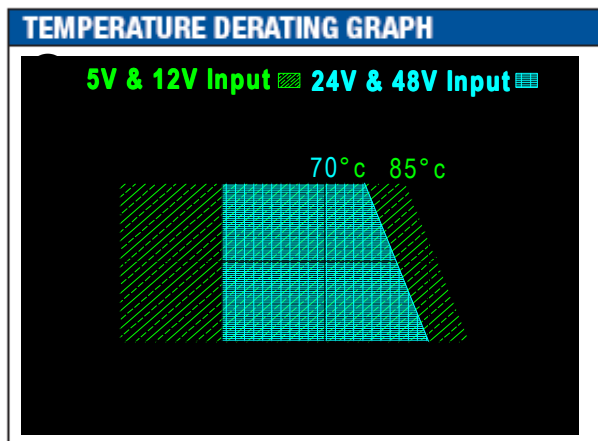 TEMPERATURE DERATING GRAPH
5V & 12V Input 24V & 48V Input
70°c 85°c